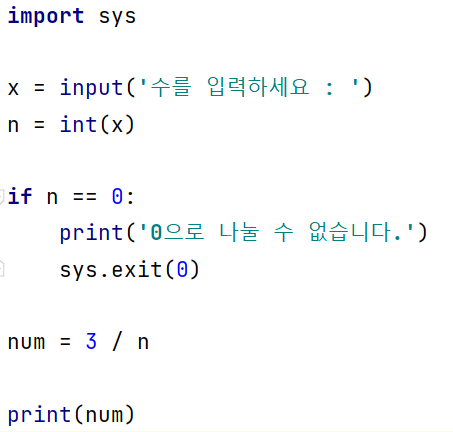 import sys
x = input('수를 입력하세요 : ')
n = int(x)
if n == 0:
    print('0으로 나눌 수 없습니다.')
    sys.exit(0)
num = 3 / n
print(num)